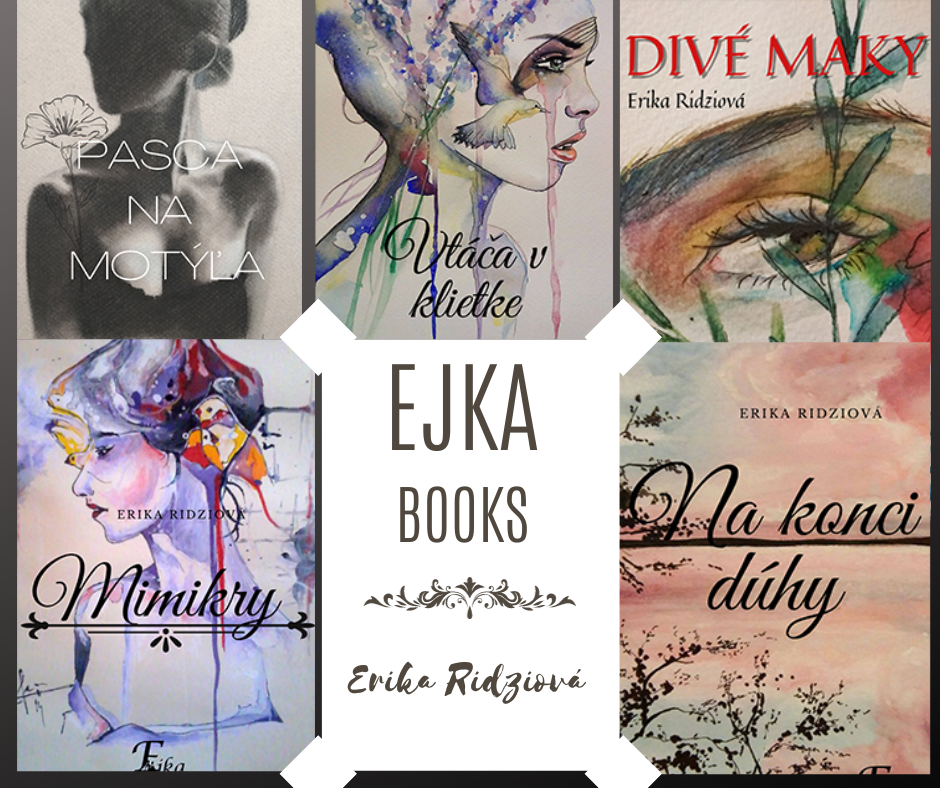 PASCA
NA
MOTÝĽA
Vtáča v
klietke
DIVÉ MAKY
Erika Ridziová
ERIKA RIDZIOVÁ
Mimikry
Ejka
EJKA
BOOKS
Erika Ridziová
ERIKA RIDZIOVÁ
Na konci
dúhy